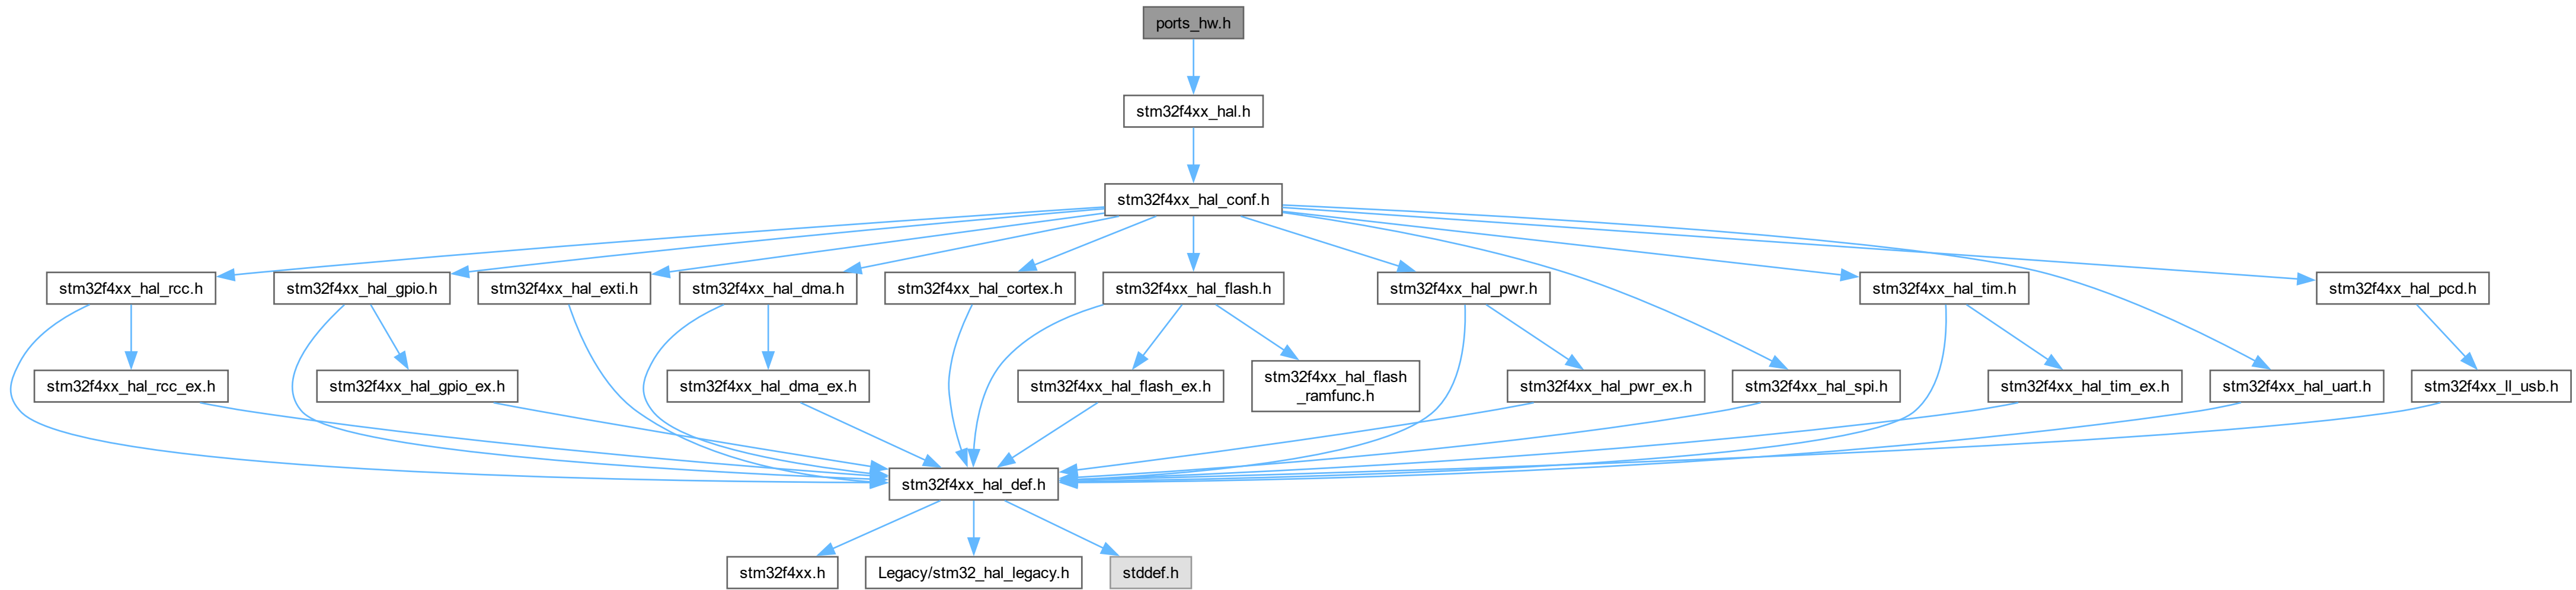 ports_hw.h
stm32f4xx_hal.h
stm32f4xx_hal_conf.h
stm32f4xx_hal_rcc.h
stm32f4xx_hal_gpio.h
stm32f4xx_hal_exti.h
stm32f4xx_hal_dma.h
stm32f4xx_hal_cortex.h
stm32f4xx_hal_flash.h
stm32f4xx_hal_pwr.h
stm32f4xx_hal_tim.h
stm32f4xx_hal_pcd.h
stm32f4xx_hal_rcc_ex.h
stm32f4xx_hal_gpio_ex.h
stm32f4xx_hal_dma_ex.h
stm32f4xx_hal_flash_ex.h
stm32f4xx_hal_flash
_ramfunc.h
stm32f4xx_hal_pwr_ex.h
stm32f4xx_hal_spi.h
stm32f4xx_hal_tim_ex.h
stm32f4xx_hal_uart.h
stm32f4xx_ll_usb.h
stm32f4xx_hal_def.h
stm32f4xx.h
Legacy/stm32_hal_legacy.h
stddef.h